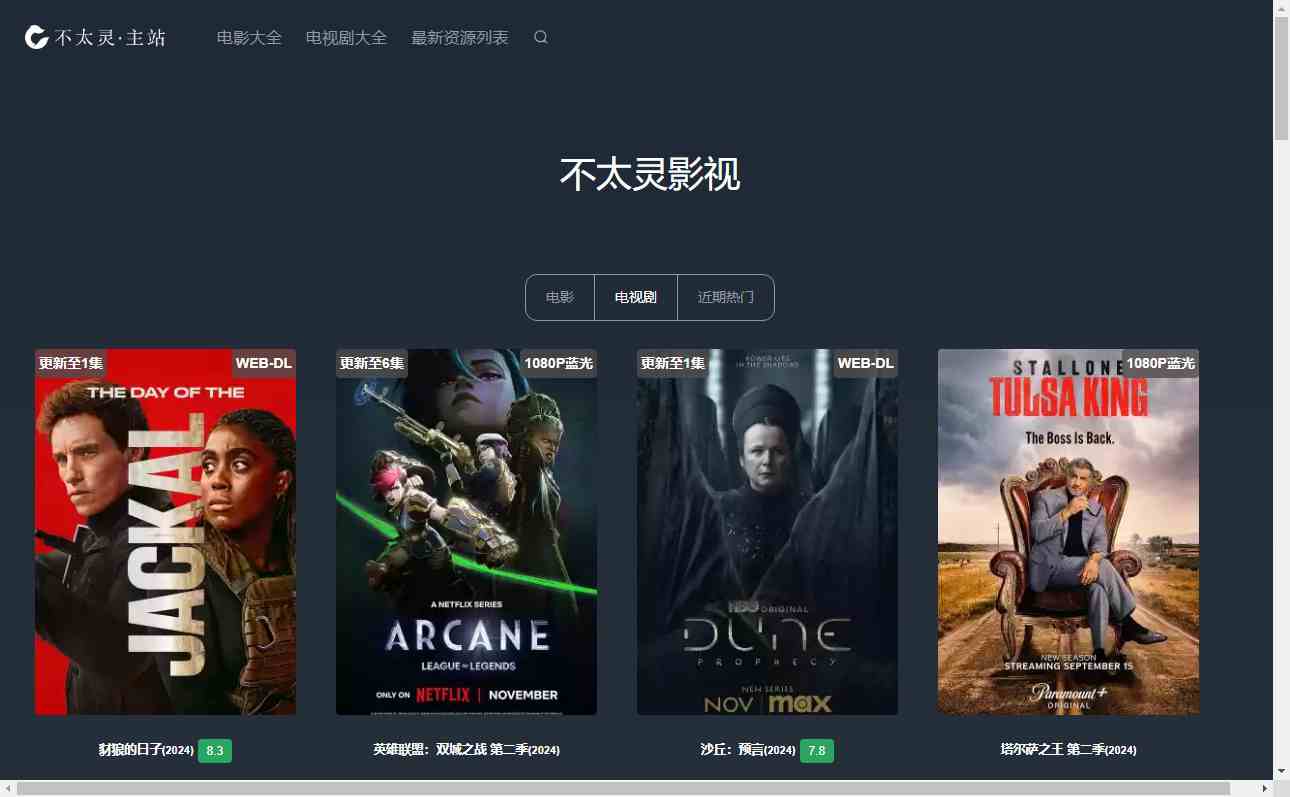 不太灵·主站
电影大全
电视剧大全
最新资源列表
不太灵影视
电影
电视剧
近期热门
更新至1集
WEB-DL
THE DAY OF THE
JACKAL
更新至6集
1080P蓝光
A NETFLIX SERIES
ARCANE
LEAGUE OF LEGENDS
ONLY ON NETFLIX | NOVEMBER
更新至1集
WEB-DL
POWER LIES
IN THE SHADOWS
HBO ORIGINAL
DUNE
PROPHECY
NEW SERIES
NOV | max
1080P蓝光
STALLONE
TULSA KING
The Boss Is Back.
NEW SEASON
STREAMING SEPTEMBER 15
Paramount+
ORIGINAL
豺狼的日子(2024) 8.3
英雄联盟：双城之战 第二季(2024)
沙丘：预言(2024) 7.8
塔尔萨之王 第二季(2024)